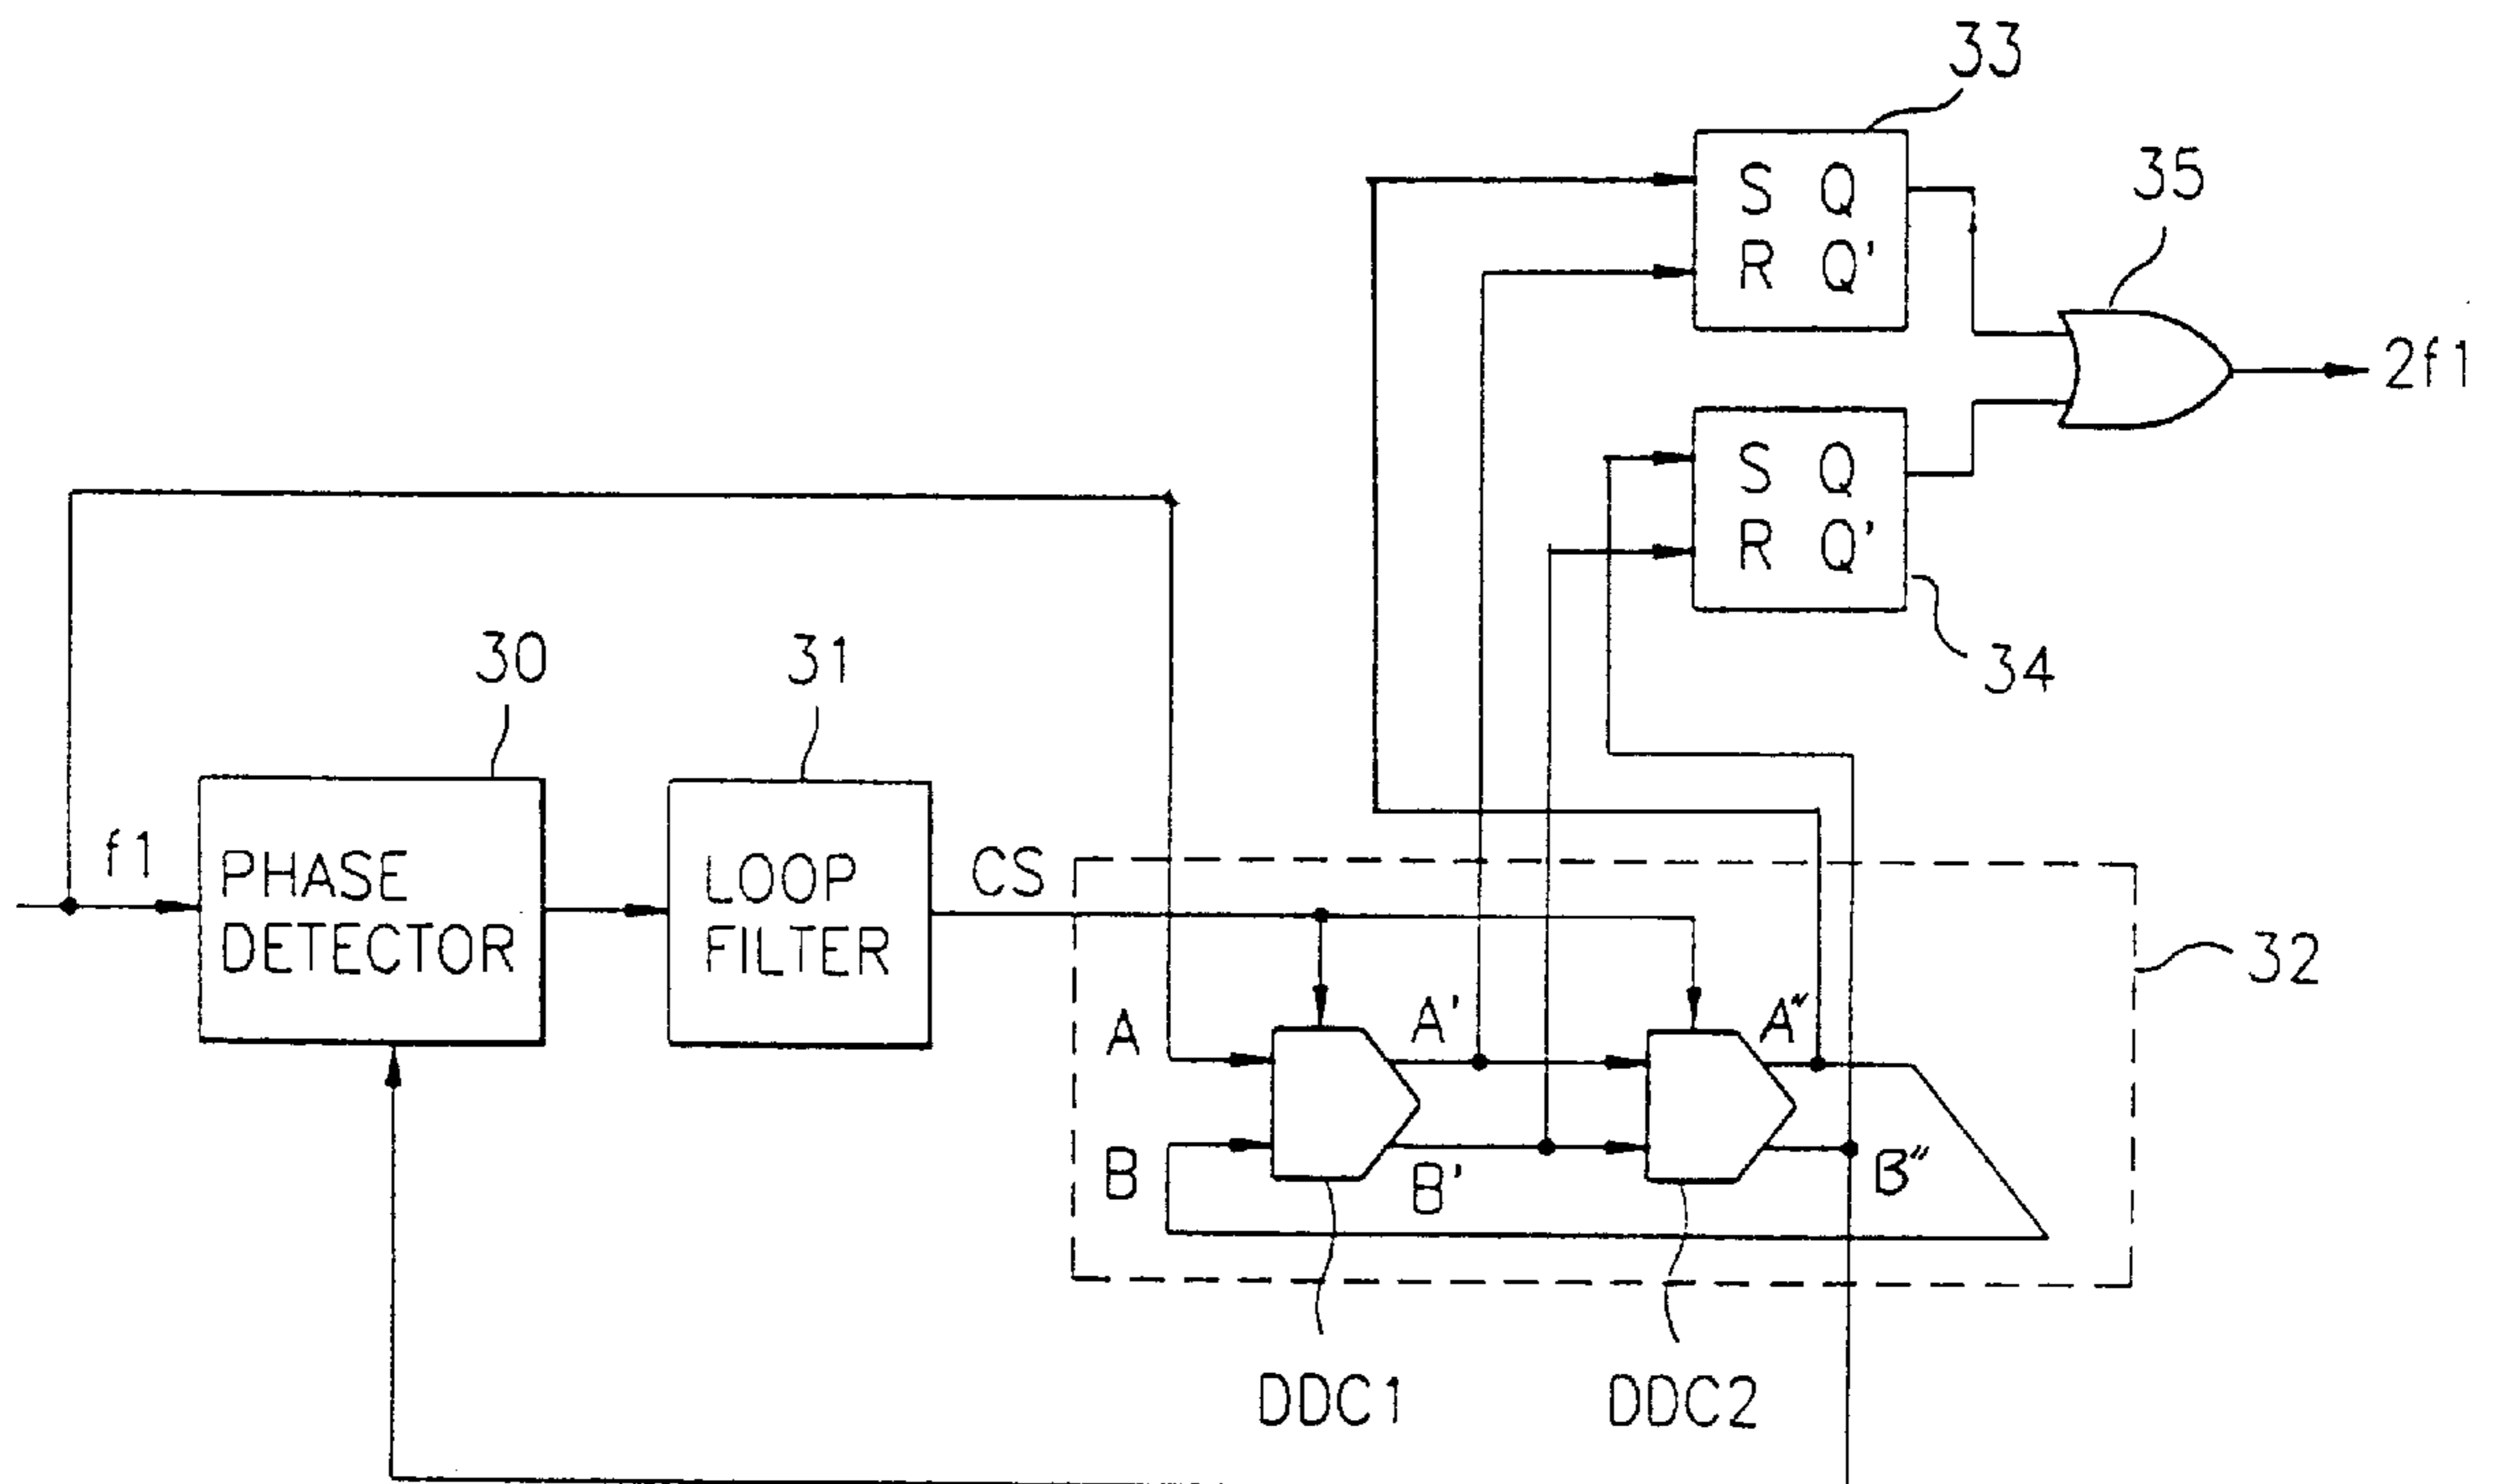 33
S Q
R Q'
35
2f1
S Q
R Q'
34
30
31
f1
PHASE
DETECTOR
LOOP
FILTER
CS
32
A
A'
A"
B
B'
B"
DDC1
DDC2